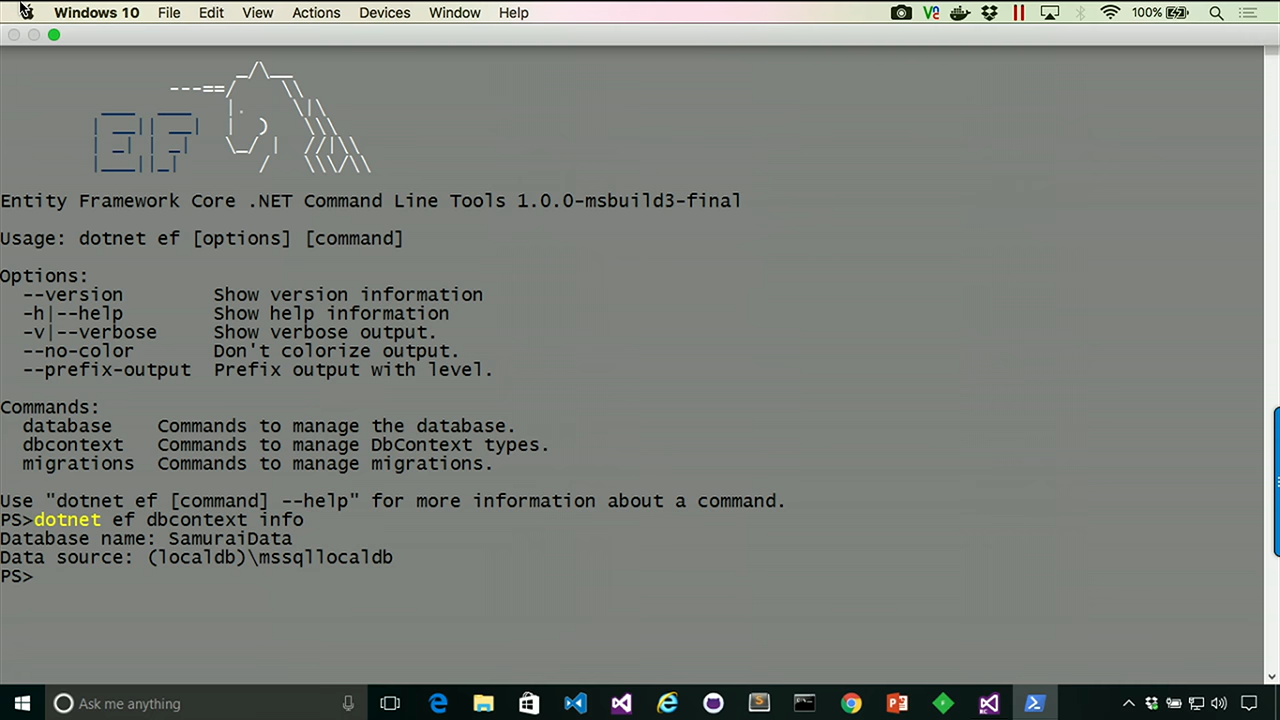 Windows 10 File Edit View Actions Devices Window Help 100%
EF
Entity Framework Core .NET Command Line Tools 1.0.0-msbuild3-final
Usage: dotnet ef [options] [command]
Options:
--version Show version information
-h|--help Show help information
-v|--verbose Show verbose output.
--no-color Don't colorize output.
--prefix-output Prefix output with level.
Commands:
database Commands to manage the database.
dbcontext Commands to manage DbContext types.
migrations Commands to manage migrations.
Use "dotnet ef [command] --help" for more information about a command.
PS>dotnet ef dbcontext info
Database name: SamuraiData
Data source: (localdb)\mssqllocaldb
PS>
Ask me anything